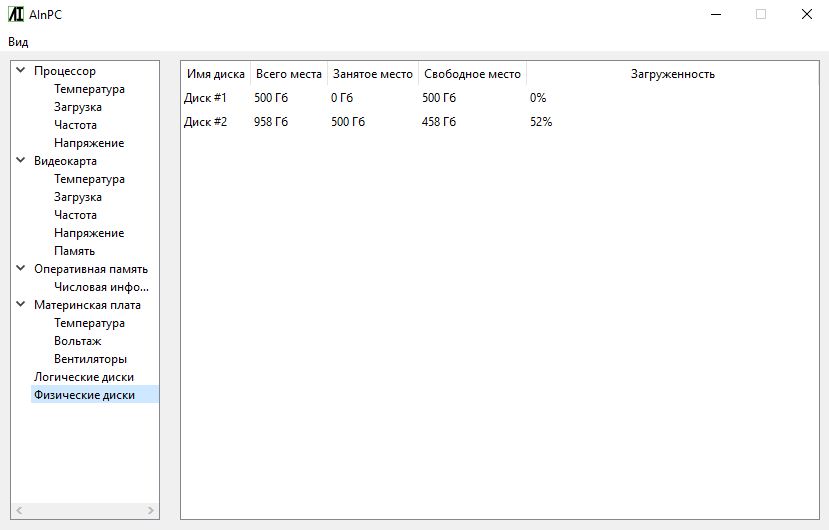 AInPC
Вид
Процессор
Температура
Загрузка
Частота
Напряжение
Видеокарта
Температура
Загрузка
Частота
Напряжение
Память
Оперативная память
Числовая инфо...
Материнская плата
Температура
Вольтаж
Вентиляторы
Логические диски
Физические диски
Имя диска Всего места Занятое место Свободное место Загруженность
Диск #1 500 Гб 0 Гб 500 Гб 0%
Диск #2 958 Гб 500 Гб 458 Гб 52%